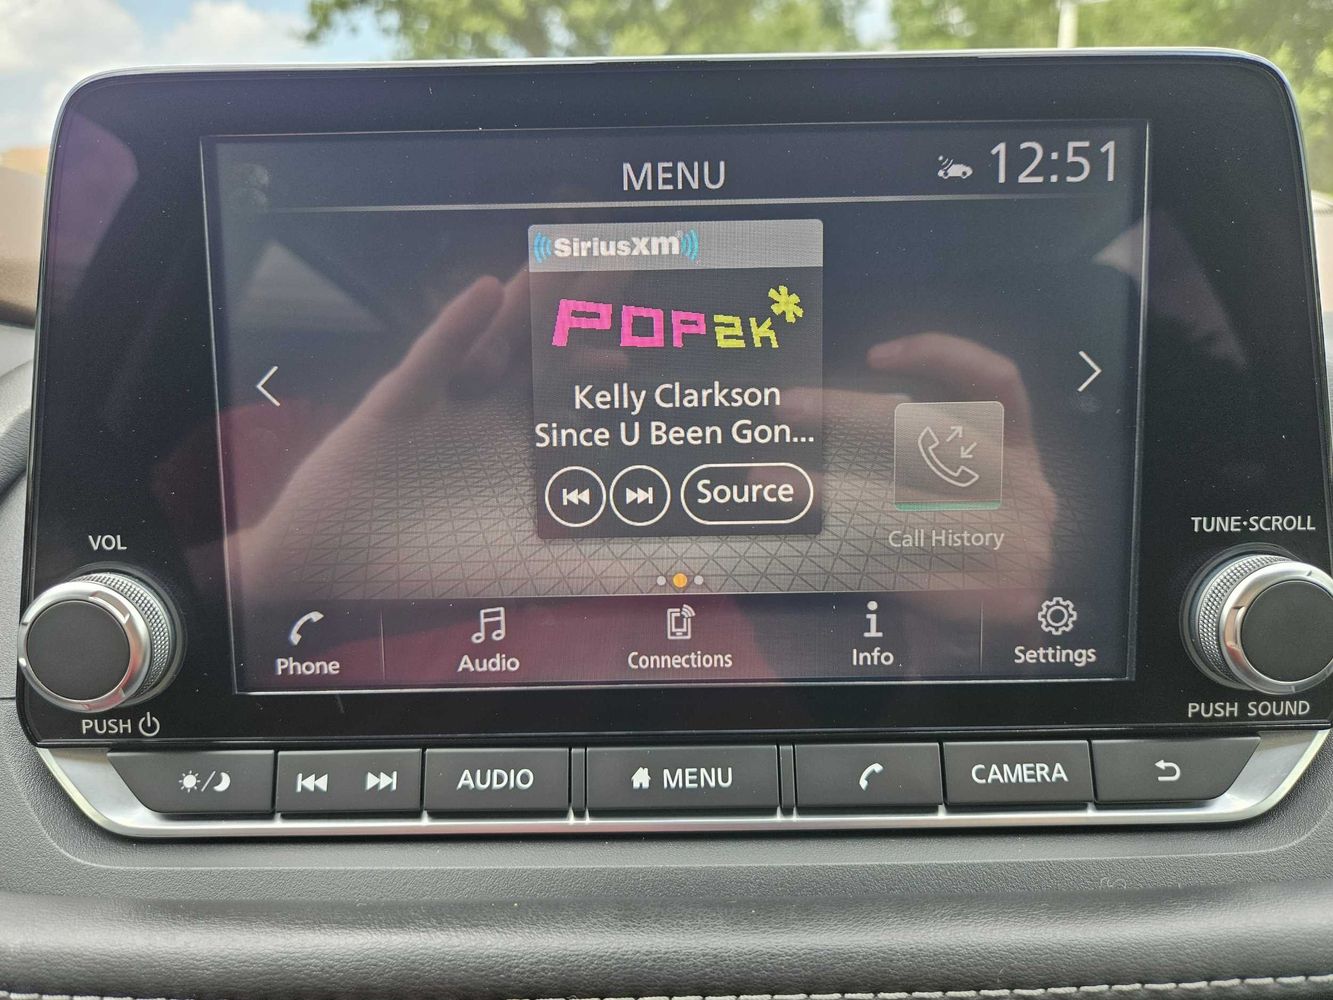 MENU
12:51
SiriusXM
POP2K*
Kelly Clarkson
Since U Been Gon...
Source
Call History
Phone
Audio
Connections
Info
Settings
VOL
PUSH
TUNE·SCROLL
PUSH SOUND
AUDIO
MENU
CAMERA